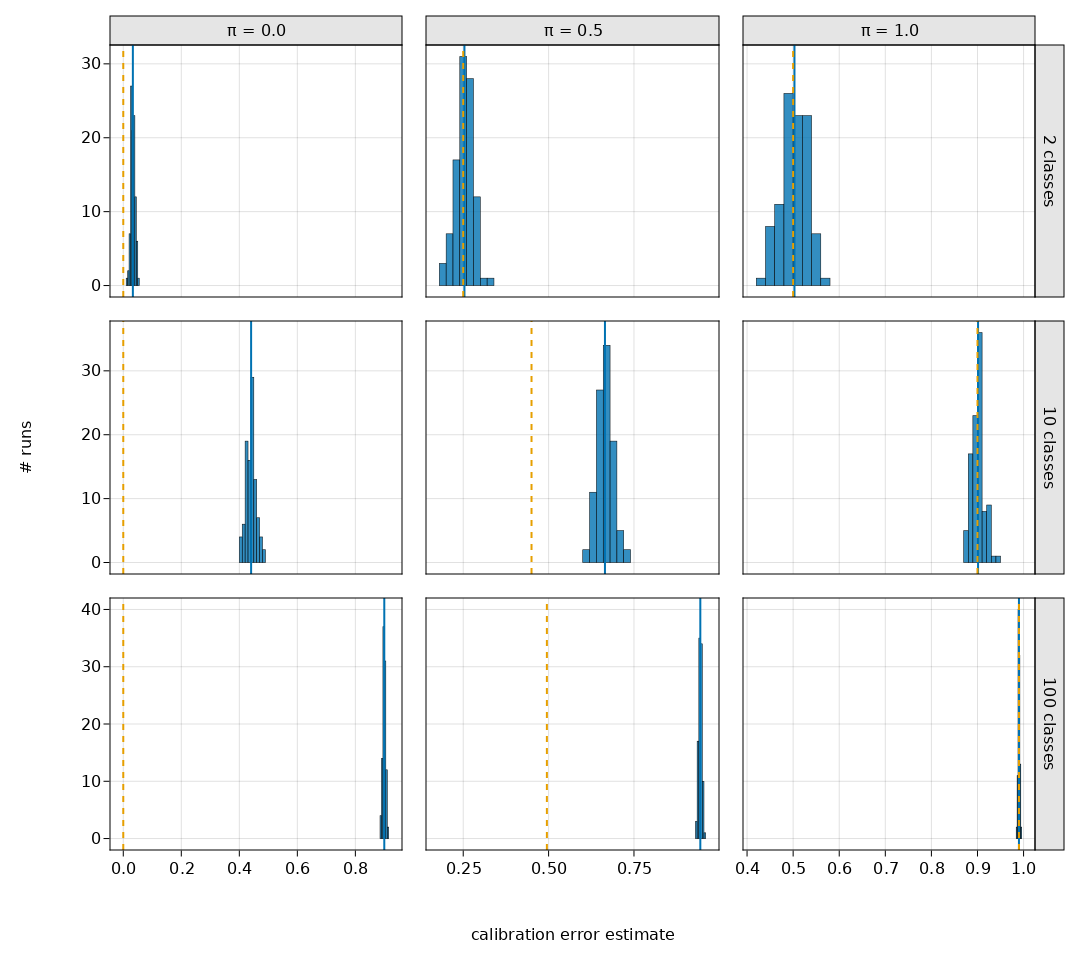 π = 0.0
π = 0.5
π = 1.0
30
20
10
0
2 classes
# runs
30
20
10
0
10 classes
40
30
20
10
0
100 classes
0.0 0.2 0.4 0.6 0.8
0.25 0.50 0.75
0.4 0.5 0.6 0.7 0.8 0.9 1.0
calibration error estimate